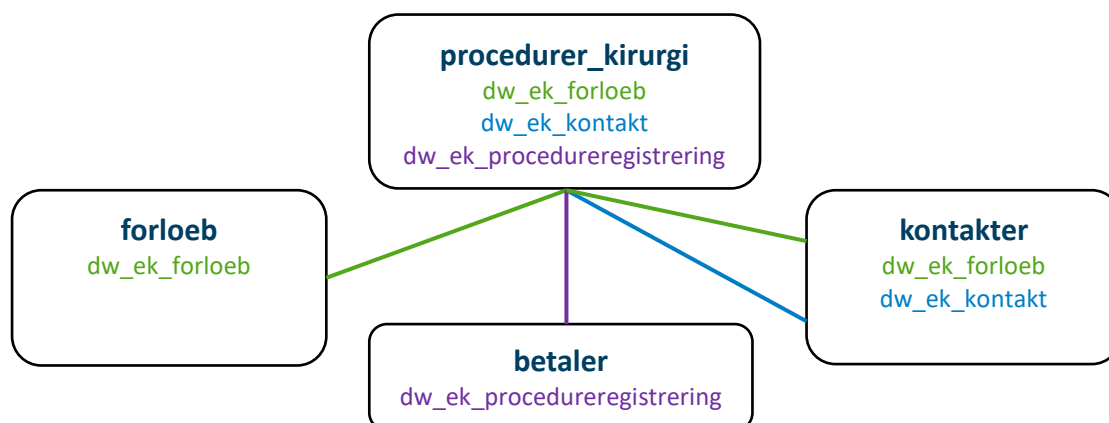 procedurer_kirurgi
dw_ek_forloeb
dw_ek_kontakt
dw_ek_procedureregistrering
forloeb
dw_ek_forloeb
kontakter
dw_ek_forloeb
dw_ek_kontakt
betaler
dw_ek_procedureregistrering